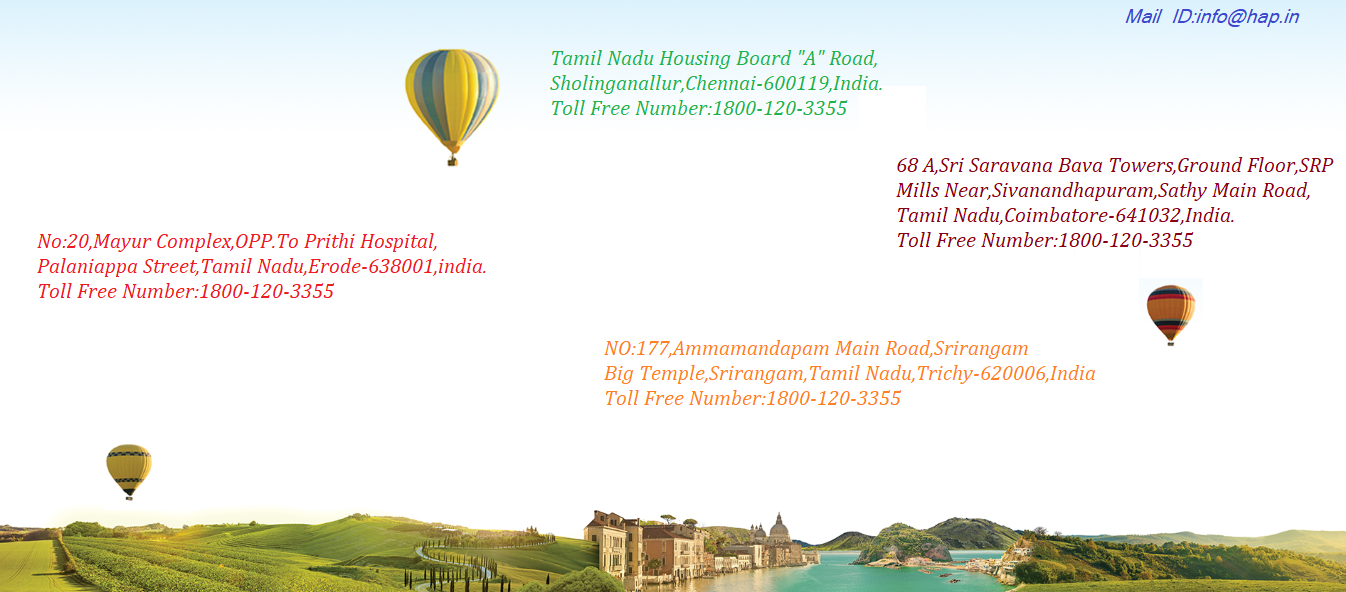 Mail ID:info@hap.in
Tamil Nadu Housing Board "A" Road,
Sholinganallur,Chennai-600119,India.
Toll Free Number:1800-120-3355
68 A,Sri Saravana Bava Towers,Ground Floor,SRP
Mills Near,Sivanandhapuram,Sathy Main Road,
Tamil Nadu,Coimbatore-641032,India.
Toll Free Number:1800-120-3355
No:20,Mayur Complex,OPP.To Prithi Hospital,
Palaniappa Street,Tamil Nadu,Erode-638001,india.
Toll Free Number:1800-120-3355
NO:177,Ammamandapam Main Road,Srirangam
Big Temple,Srirangam,Tamil Nadu,Trichy-620006,India
Toll Free Number:1800-120-3355